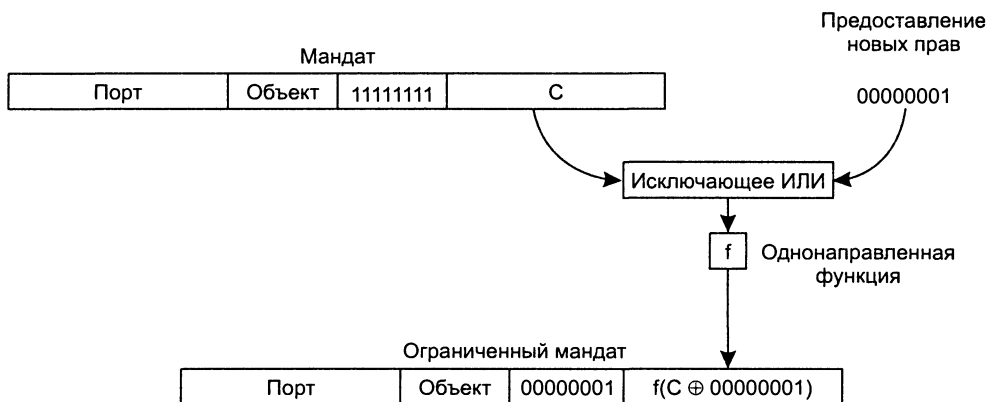 Предоставление
новых прав
Мандат
Порт Объект 11111111 C
00000001
Исключающее ИЛИ
f
Однонаправленная
функция
Ограниченный мандат
Порт Объект 00000001 f(C ⊕ 00000001)